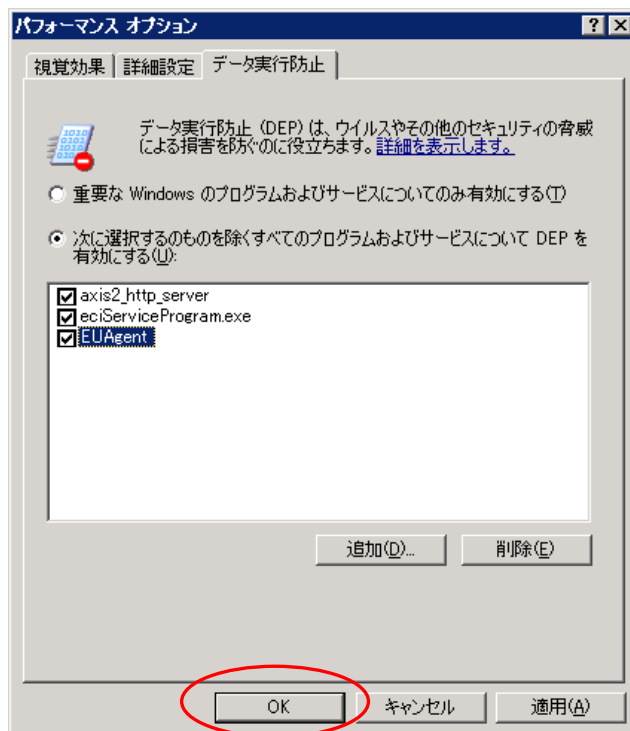 パフォーマンス オプション
視覚効果 詳細設定 データ実行防止
データ実行防止 (DEP) は、ウイルスやその他のセキュリティの脅威
による損害を防ぐのに役立ちます。詳細を表示します。
重要な Windows のプログラムおよびサービスについてのみ有効にする(T)
次に選択するのものを除くすべてのプログラムおよびサービスについて DEP を
有効にする(U):
axis2_http_server
eciServiceProgram.exe
EUAgent
追加(D)... 削除(E)
OK キャンセル 適用(A)